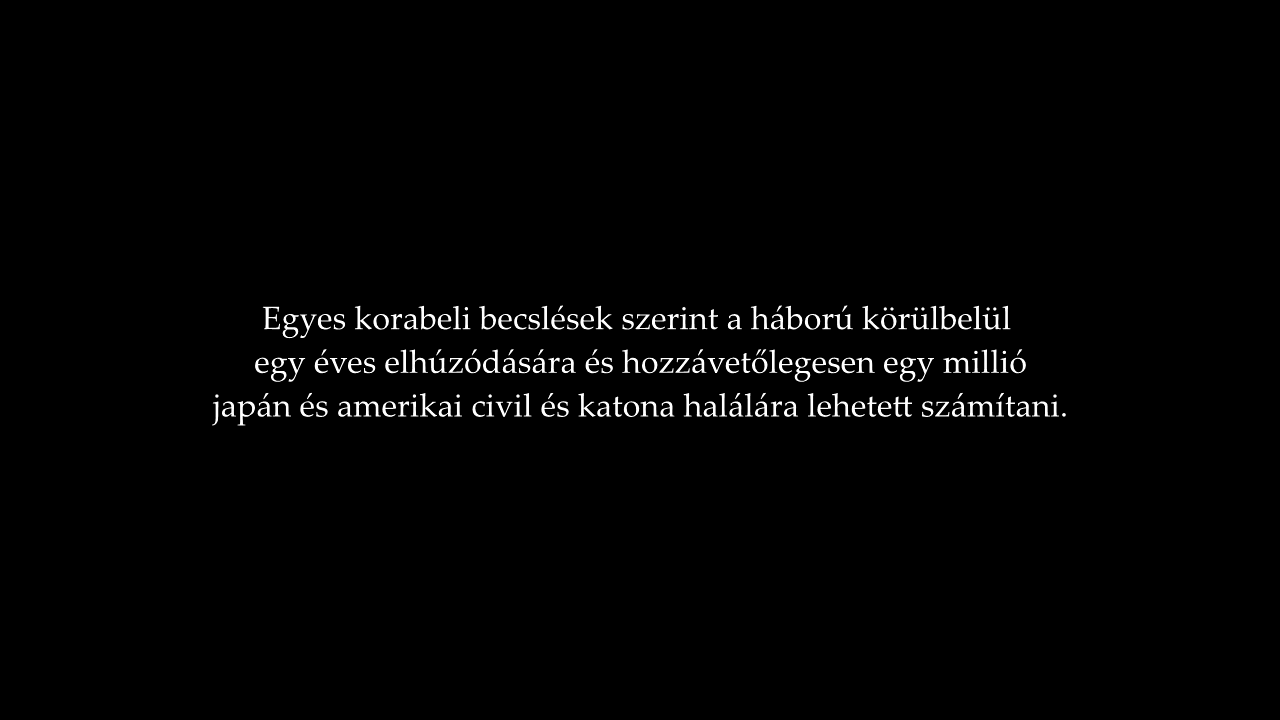 Egyes korabeli becslések szerint a háború körülbelül
egy éves elhúzódására és hozzávetőlegesen egy millió
japán és amerikai civil és katona halálára lehetett számítani.